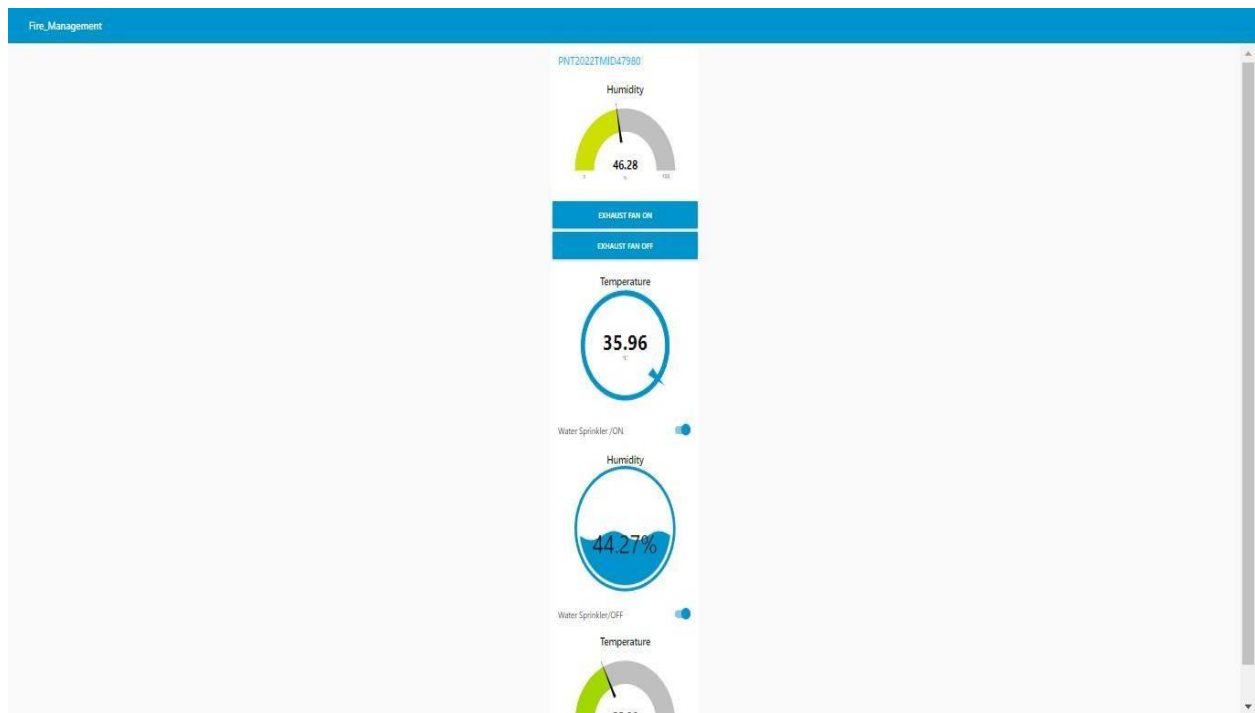 Fire_Management
PNT2022TMID47980
Humidity
46.28
%
EXHAUST FAN ON
EXHAUST FAN OFF
Temperature
35.96
°C
Water Sprinkler /ON
Humidity
44.27%
Water Sprinkler/OFF
Temperature